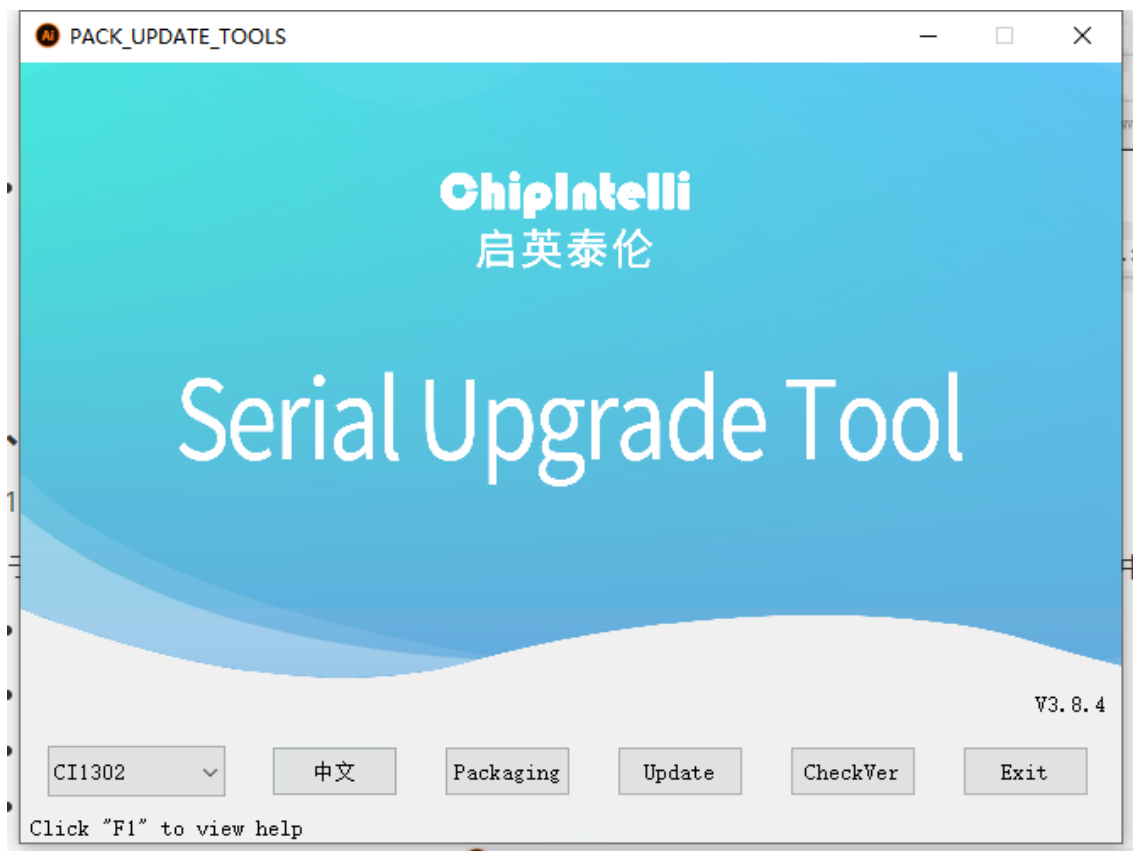 PACK_UPDATE_TOOLS
ChipIntelli
启英泰伦
Serial Upgrade Tool
V3.8.4
CI1302 中文 Packaging Update CheckVer Exit
Click "F1" to view help